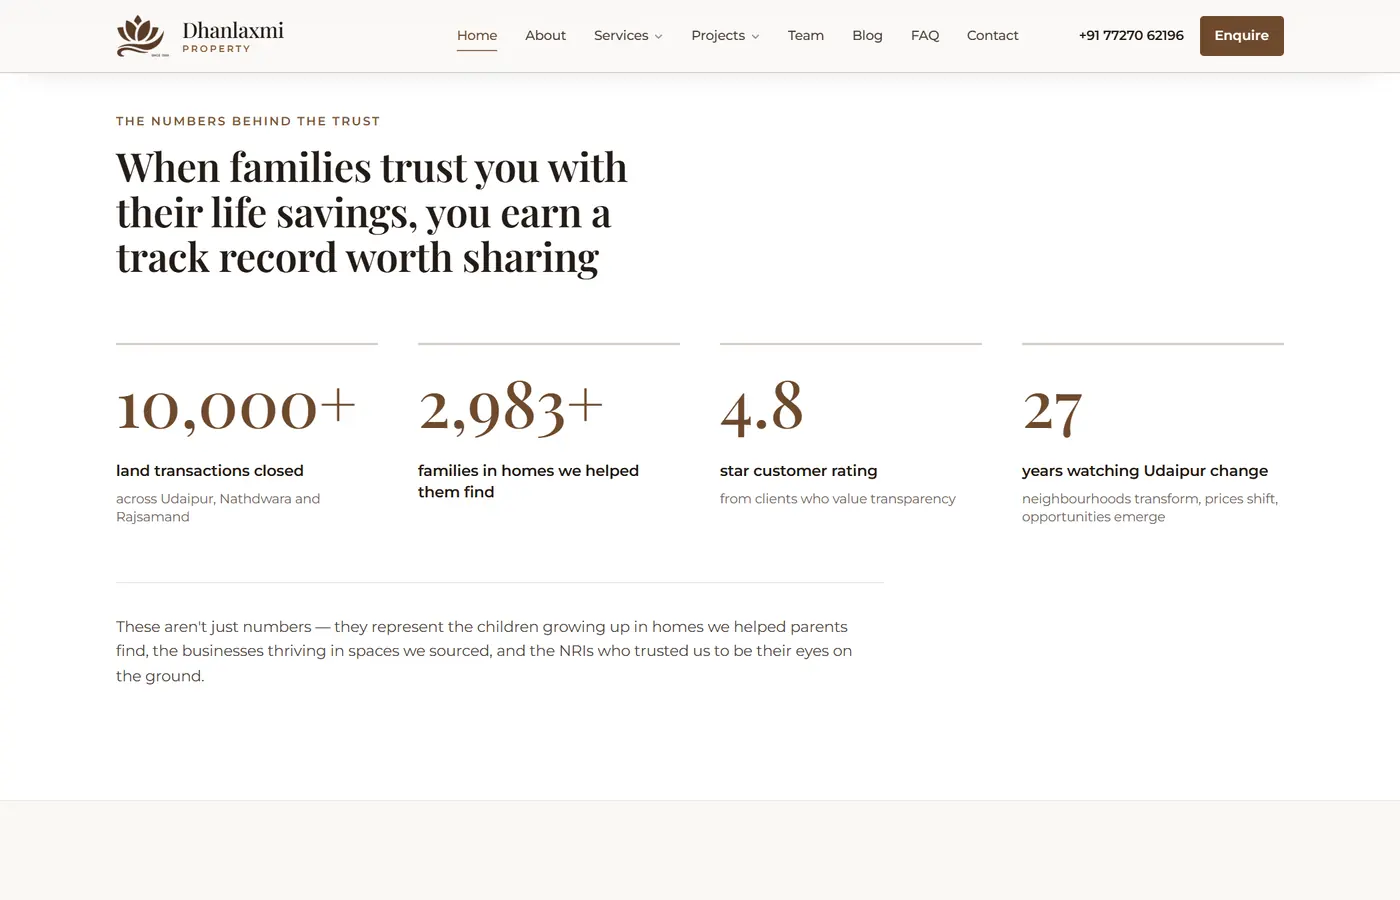 Dhanlaxmi
PROPERTY
SINCE 1998
Home About Services Projects Team Blog FAQ Contact +91 77270 62196 Enquire
THE NUMBERS BEHIND THE TRUST
When families trust you with
their life savings, you earn a
track record worth sharing
10,000+
land transactions closed
across Udaipur, Nathdwara and
Rajsamand
2,983+
families in homes we helped
them find
4.8
star customer rating
from clients who value transparency
27
years watching Udaipur change
neighbourhoods transform, prices shift,
opportunities emerge
These aren't just numbers — they represent the children growing up in homes we helped parents
find, the businesses thriving in spaces we sourced, and the NRIs who trusted us to be their eyes on
the ground.